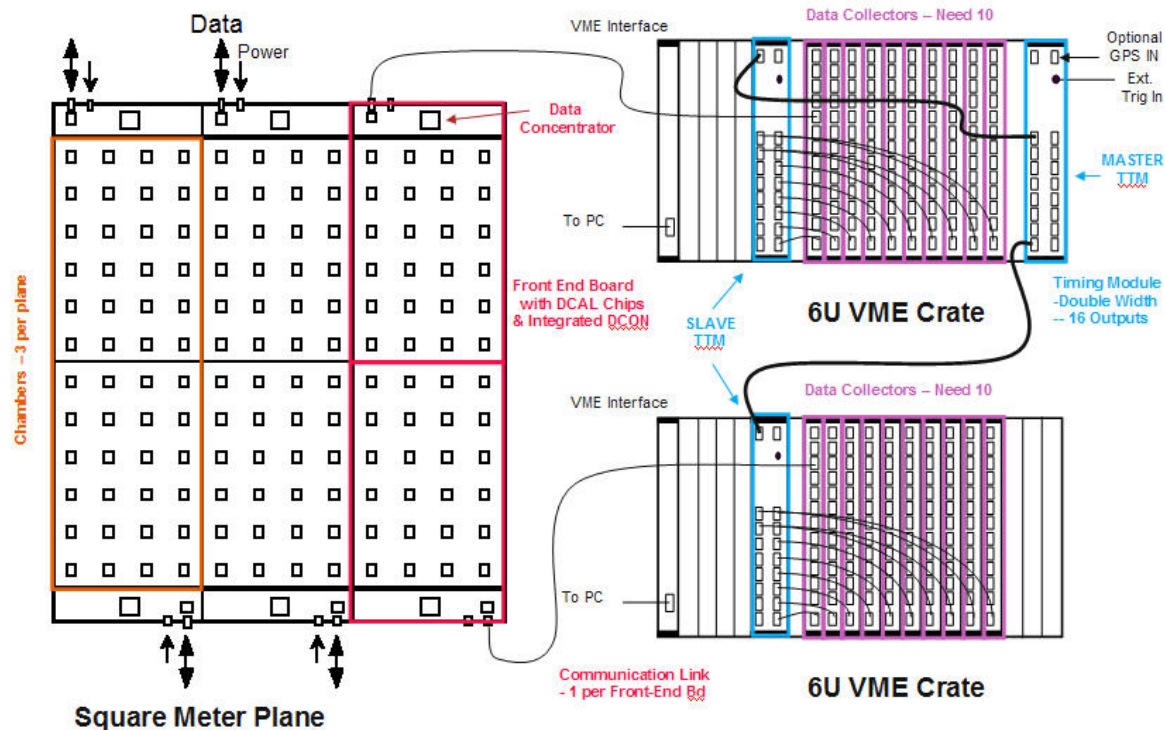 Data
Power
Data
Concentrator
Chambers – 3 per plane
Front End Board
with DCAL Chips
& Integrated DCON
Communication Link
- 1 per Front-End Bd
Square Meter Plane
VME Interface
Data Collectors – Need 10
Optional
GPS IN
Ext.
Trig In
MASTER
TTM
To PC
SLAVE
TTM
6U VME Crate
Timing Module
-Double Width
-- 16 Outputs
VME Interface
Data Collectors – Need 10
To PC
6U VME Crate